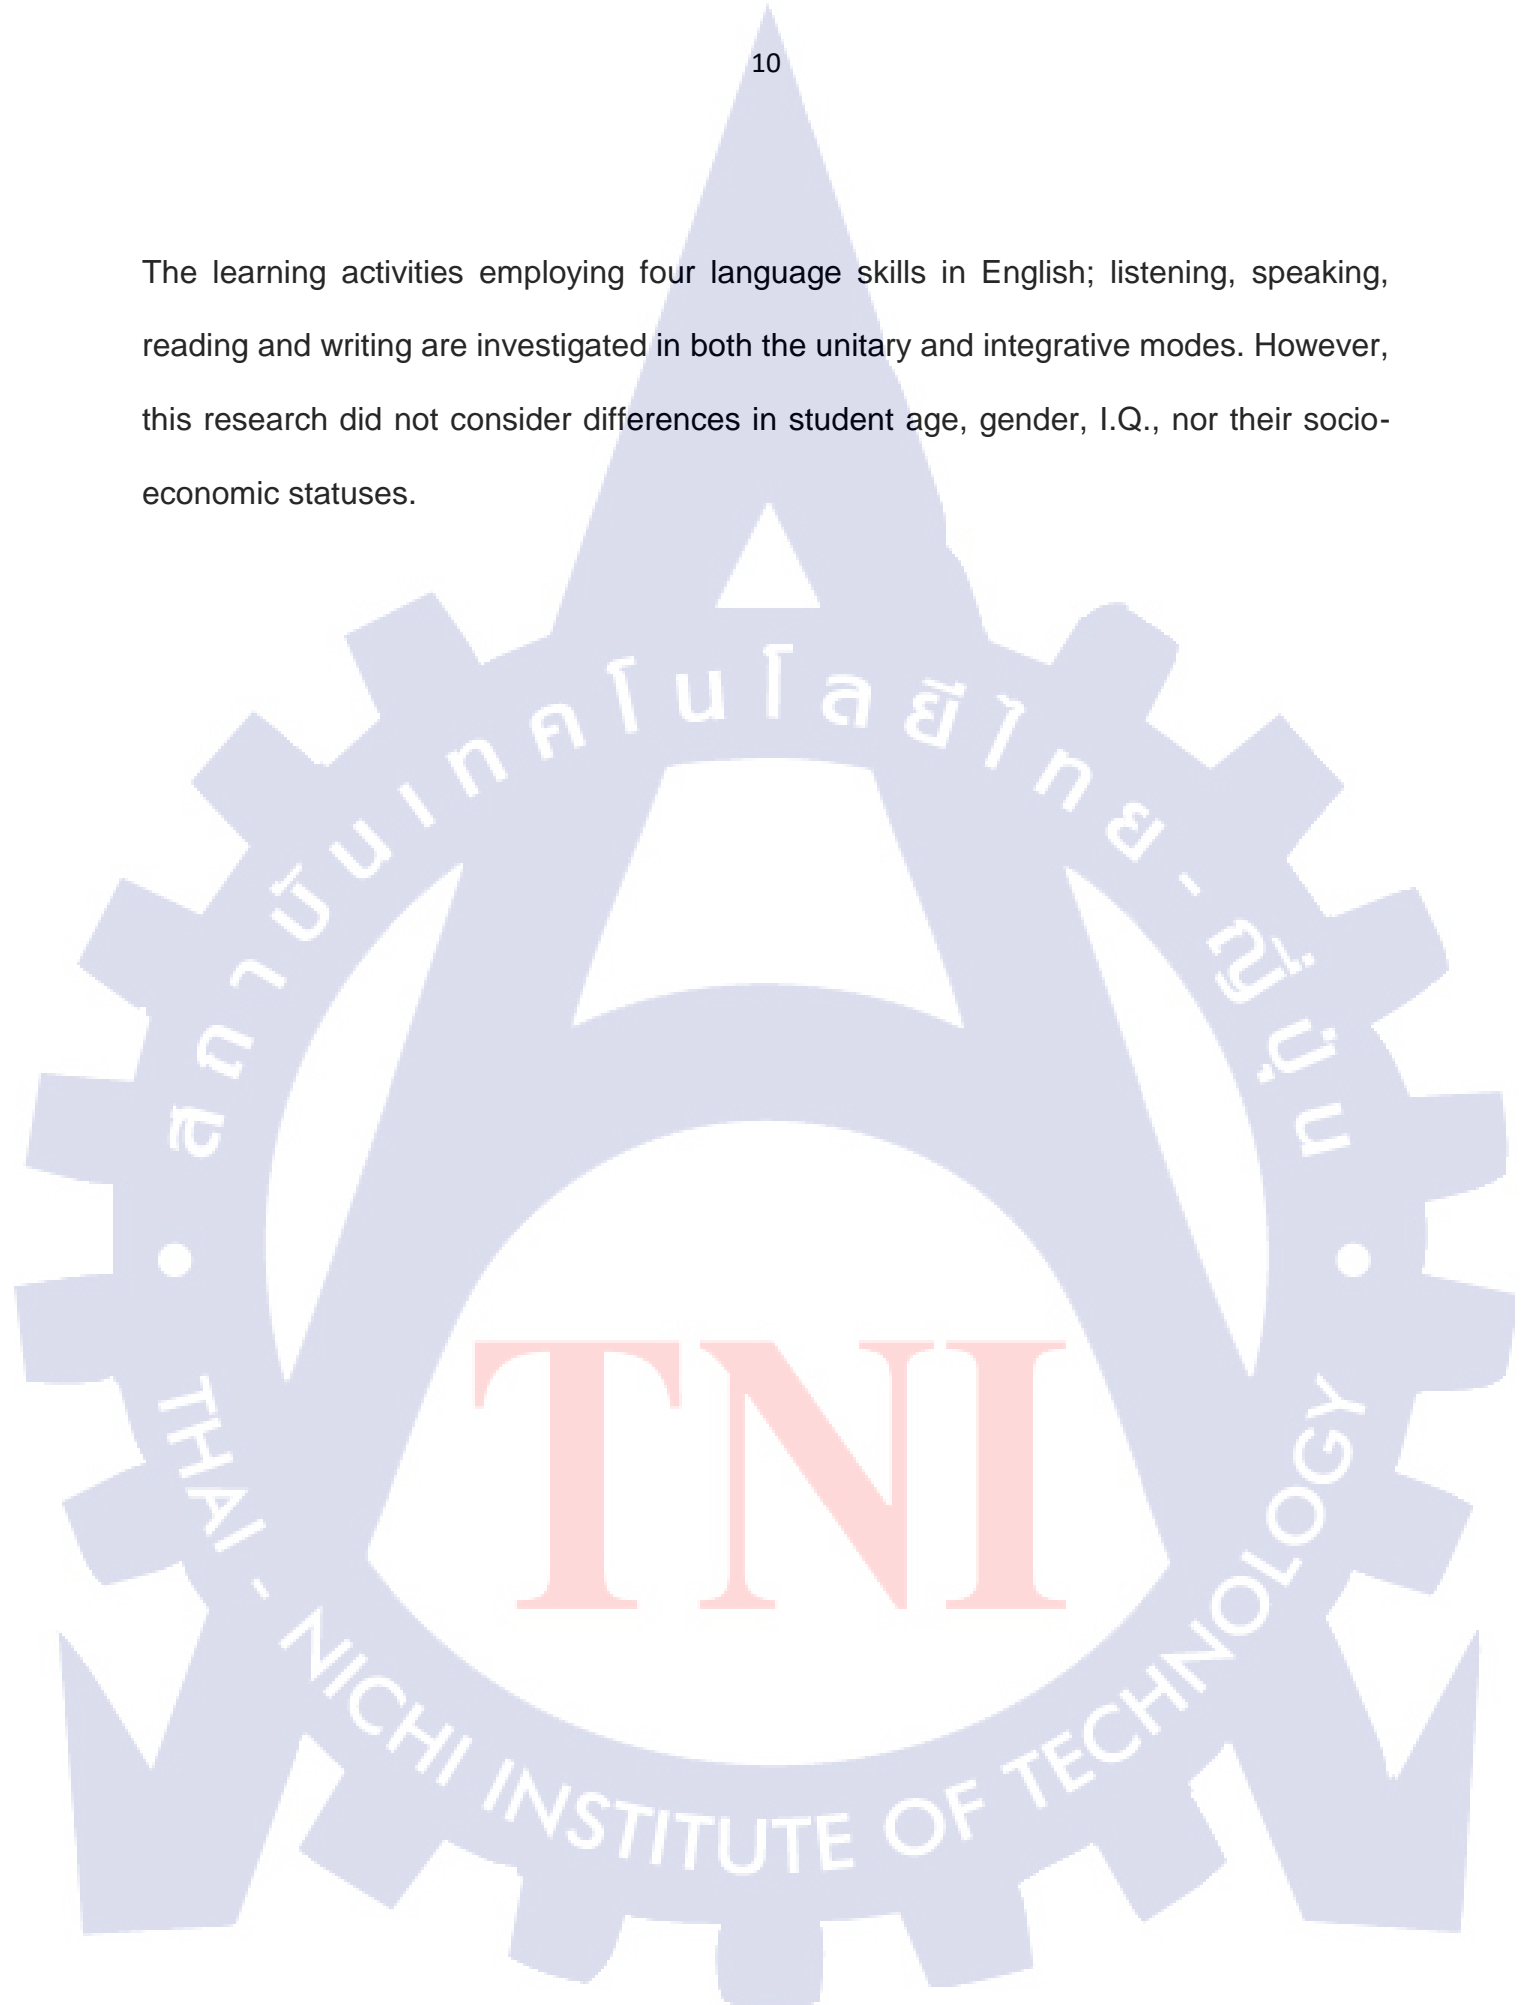 10
The learning activities employing four language skills in English; listening, speaking,
reading and writing are investigated in both the unitary and integrative modes. However,
this research did not consider differences in student age, gender, I.Q., nor their socio-
economic statuses.
สถาบันเทคโนโลยีไทย - ญี่ปุ่น
TNI
THAI - NICHI INSTITUTE OF TECHNOLOGY